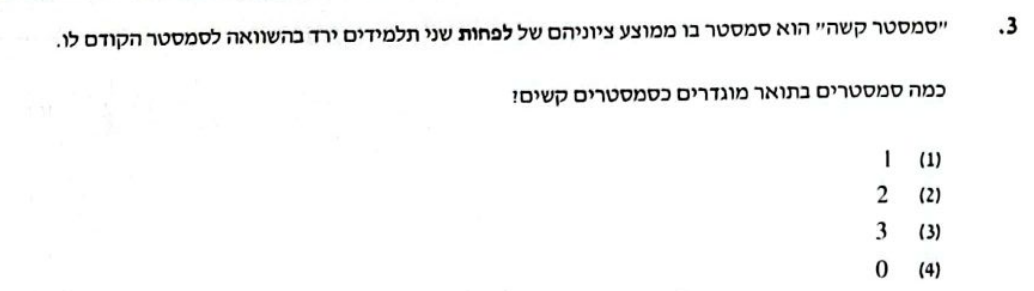 3. "סמסטר קשה" הוא סמסטר בו ממוצע ציוניהם של לפחות שני תלמידים ירד בהשוואה לסמסטר הקודם לו.
כמה סמסטרים בתואר מוגדרים כסמסטרים קשים?
(1) 1
(2) 2
(3) 3
(4) 0